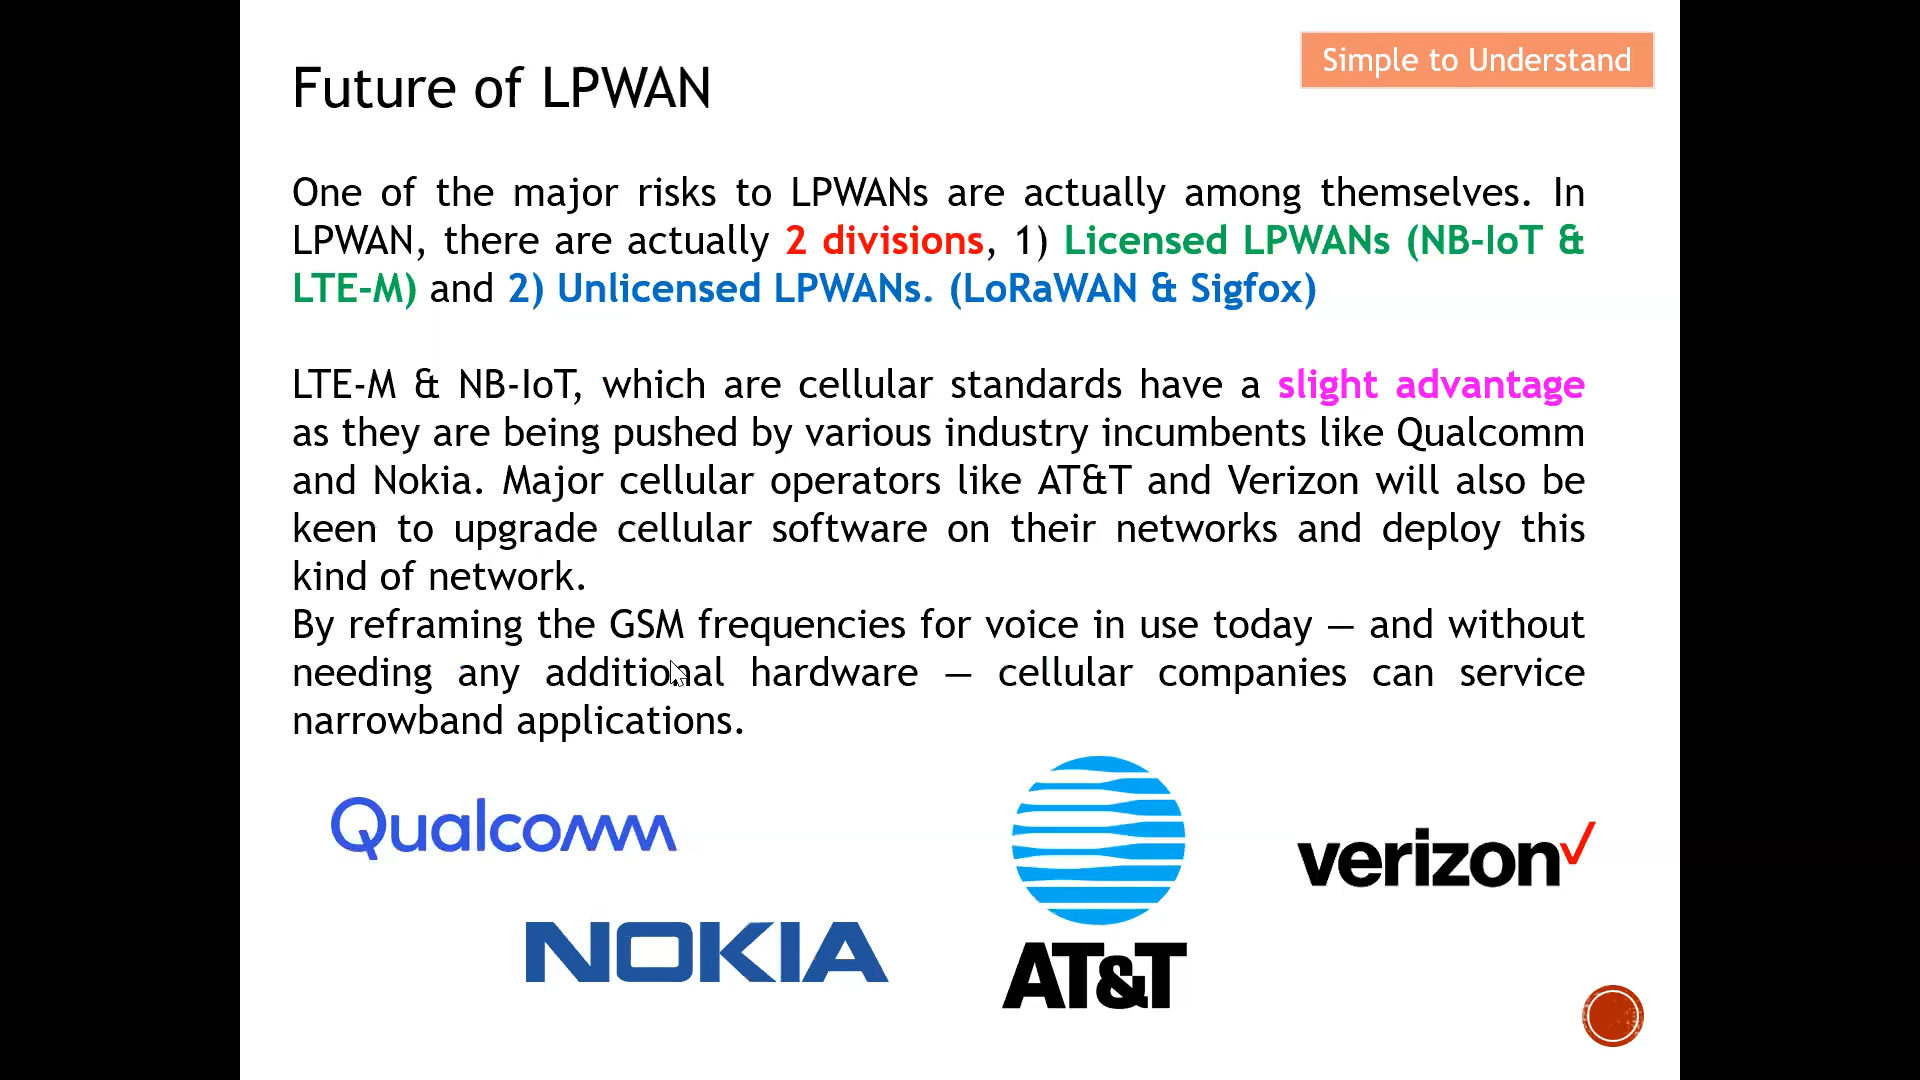 Simple to Understand
Future of LPWAN
One of the major risks to LPWANs are actually among themselves. In
LPWAN, there are actually 2 divisions, 1) Licensed LPWANs (NB-IoT &
LTE-M) and 2) Unlicensed LPWANs. (LoRaWAN & Sigfox)
LTE-M & NB-IoT, which are cellular standards have a slight advantage
as they are being pushed by various industry incumbents like Qualcomm
and Nokia. Major cellular operators like AT&T and Verizon will also be
keen to upgrade cellular software on their networks and deploy this
kind of network.
By reframing the GSM frequencies for voice in use today — and without
needing any additional hardware — cellular companies can service
narrowband applications.
Qualcomm
verizon
NOKIA
AT&T